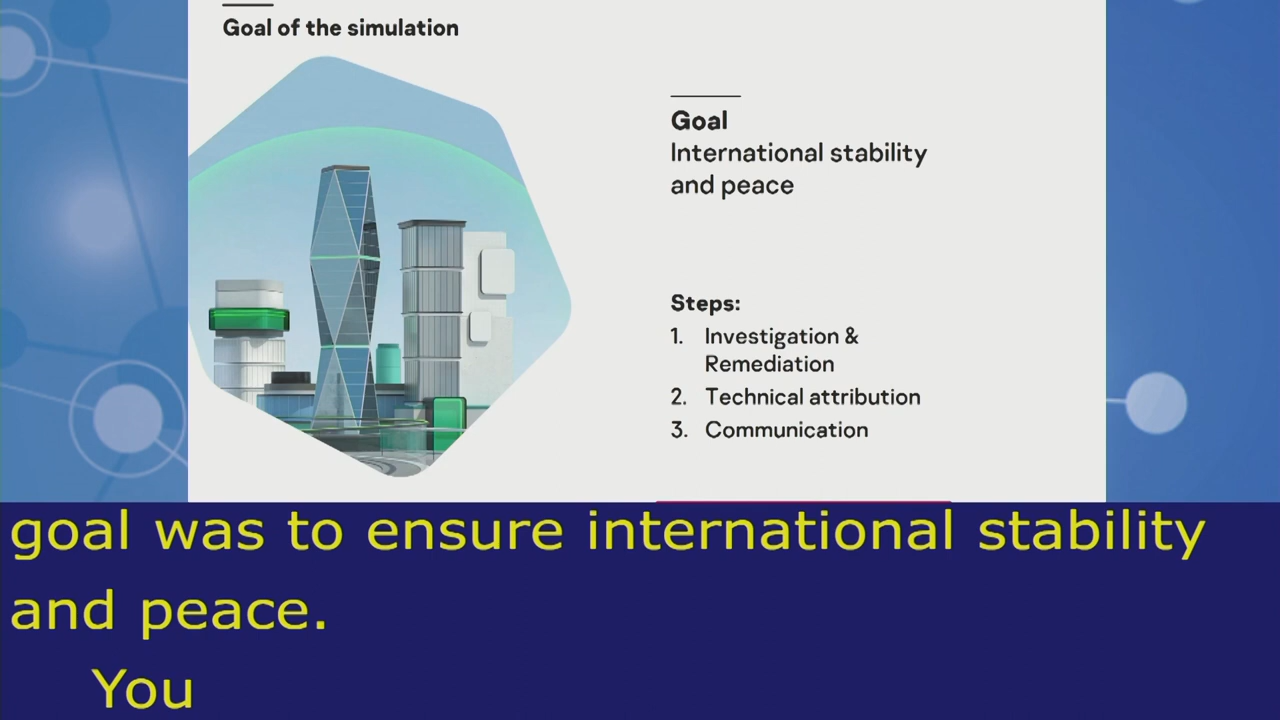 Goal of the simulation
Goal
International stability
and peace
Steps:
1. Investigation &
Remediation
2. Technical attribution
3. Communication
goal was to ensure international stability
and peace.
You